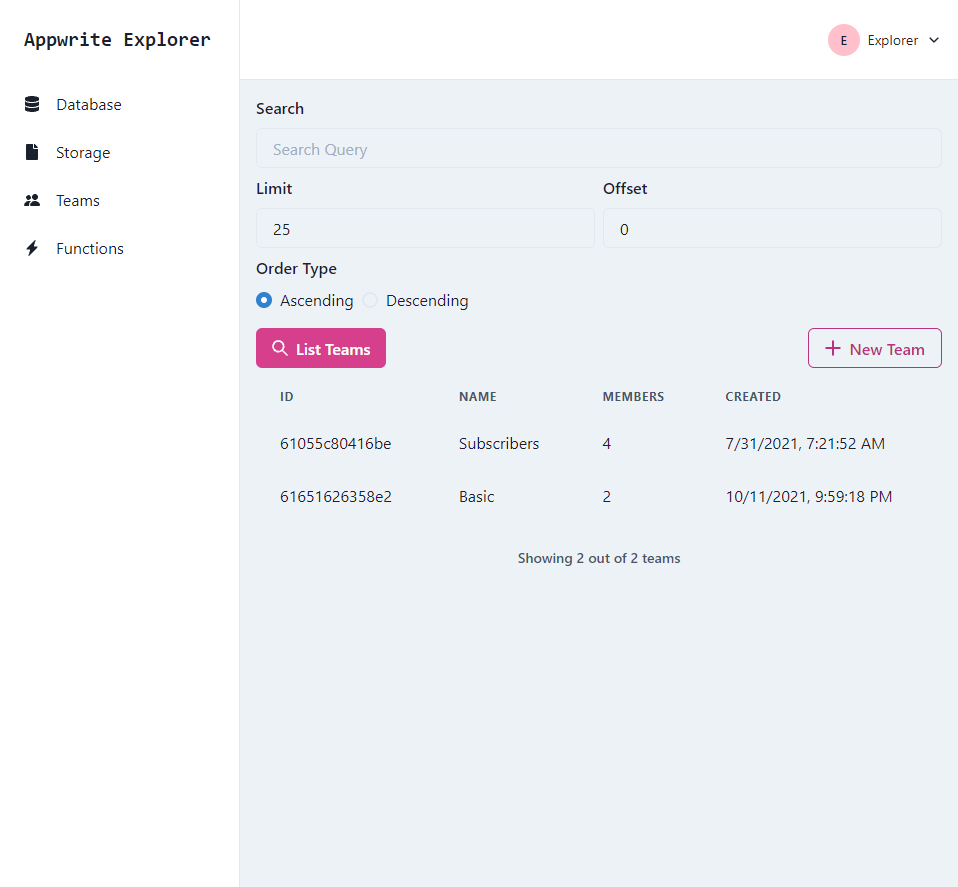 Appwrite Explorer
E Explorer
Database
Storage
Teams
Functions
Search
Search Query
Limit Offset
25 0
Order Type
Ascending Descending
List Teams New Team
ID NAME MEMBERS CREATED
61055c80416be Subscribers 4 7/31/2021, 7:21:52 AM
61651626358e2 Basic 2 10/11/2021, 9:59:18 PM
Showing 2 out of 2 teams